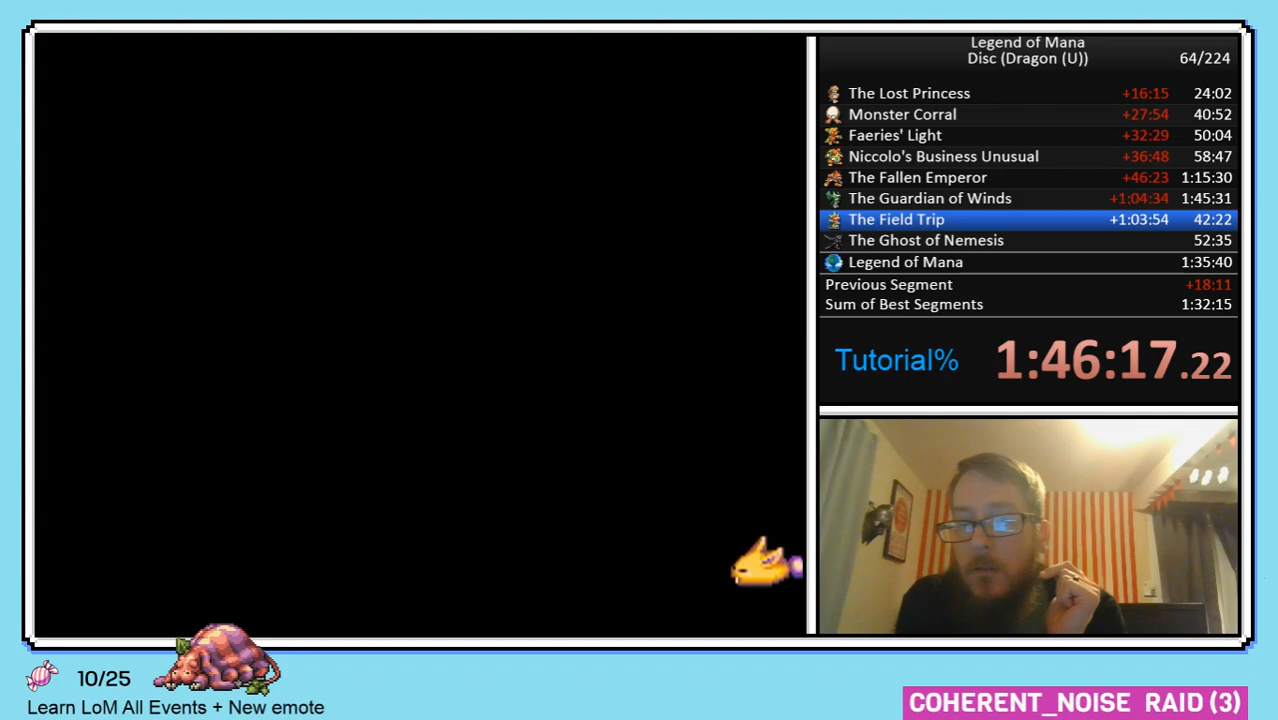 Legend of Mana
Disc (Dragon (U)) 64/224
The Lost Princess +16:15 24:02
Monster Corral +27:54 40:52
Faeries' Light +32:29 50:04
Niccolo's Business Unusual +36:48 58:47
The Fallen Emperor +46:23 1:15:30
The Guardian of Winds +1:04:34 1:45:31
The Field Trip +1:03:54 42:22
The Ghost of Nemesis 52:35
Legend of Mana 1:35:40
Previous Segment +18:11
Sum of Best Segments 1:32:15
Tutorial% 1:46:17.22
10/25
Learn LoM All Events + New emote
COHERENT_NOISE RAID (3)